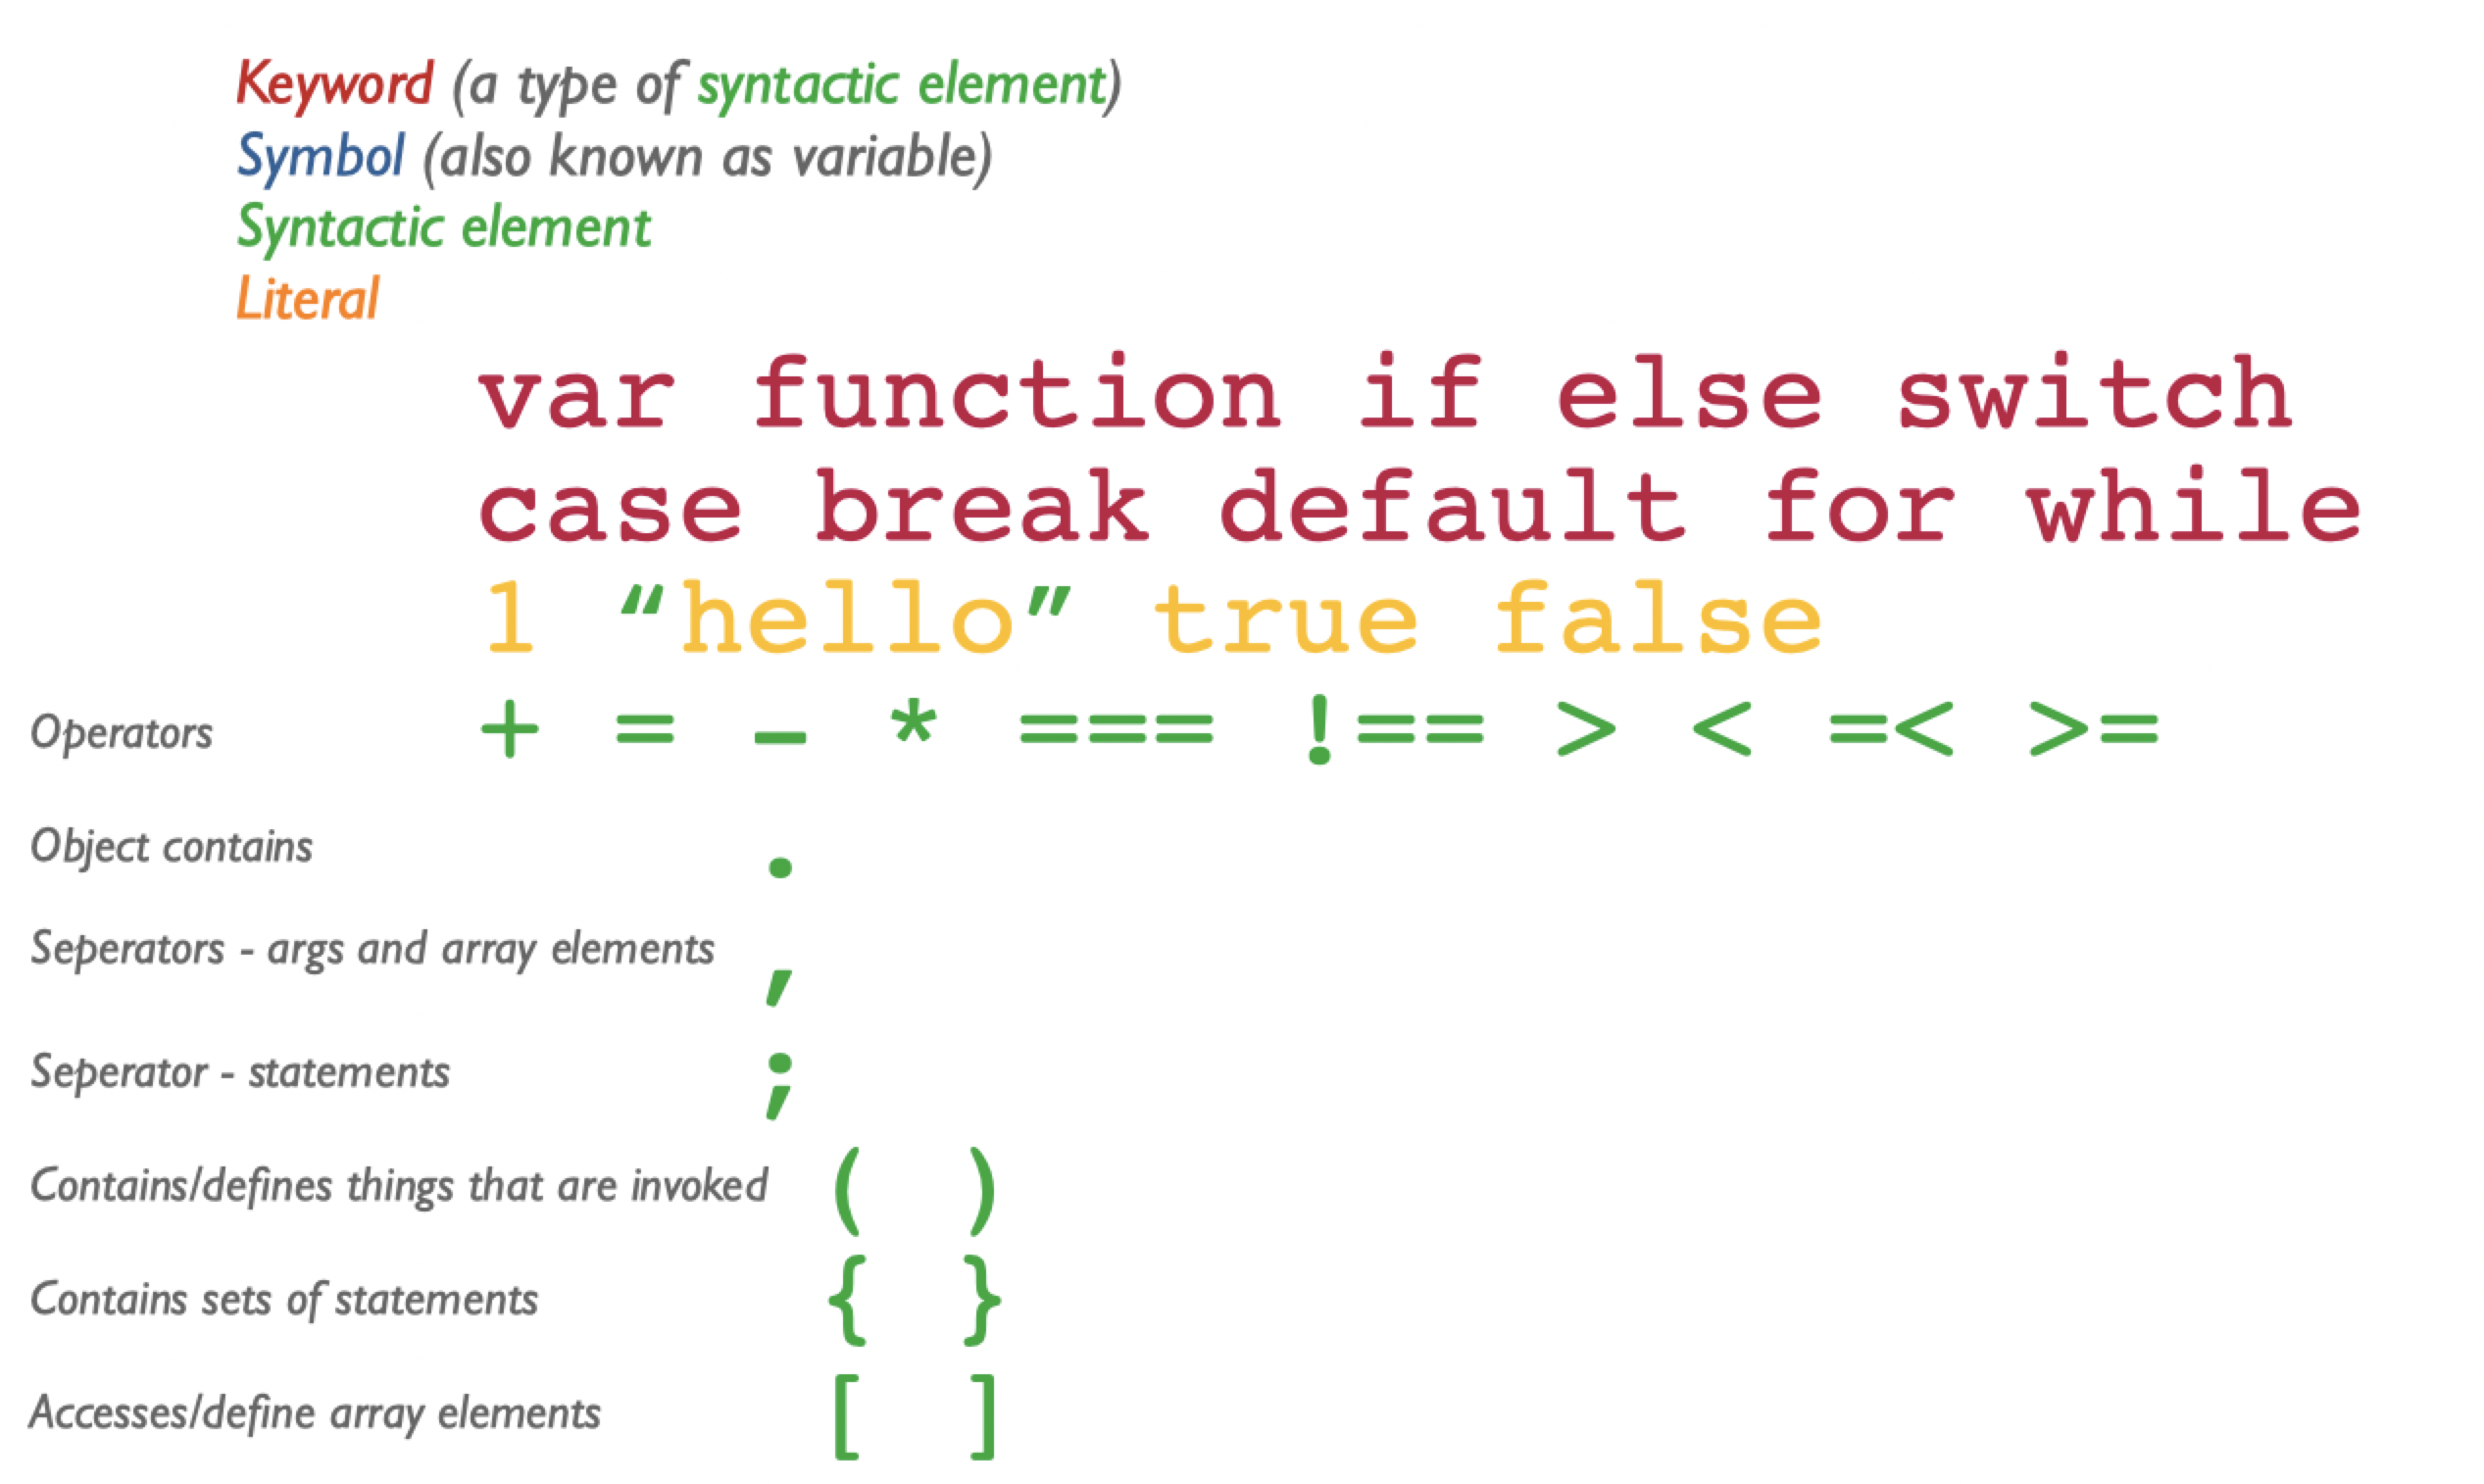 Keyword (a type of syntactic element)
Symbol (also known as variable)
Syntactic element
Literal
var function if else switch
case break default for while
1 “hello” true false
Operators + = - * === !== > < =< >=
Object contains .
Seperators - args and array elements ,
Seperator - statements ;
Contains/defines things that are invoked ( )
Contains sets of statements { }
Accesses/define array elements [ ]